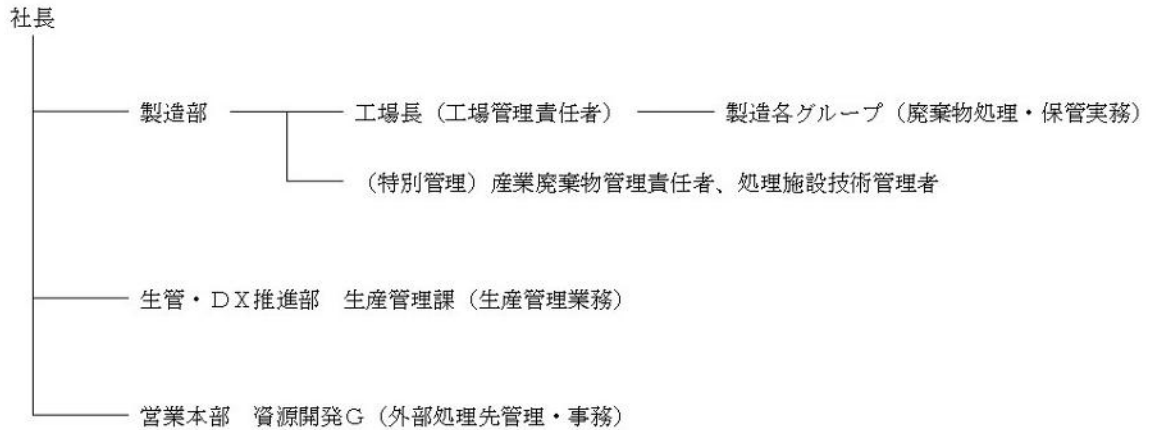 社長
製造部 工場長（工場管理責任者） 製造各グループ（廃棄物処理・保管実務）
（特別管理）産業廃棄物管理責任者、処理施設技術管理者
生管・ＤＸ推進部　生産管理課（生産管理業務）
営業本部　資源開発Ｇ（外部処理先管理・事務）